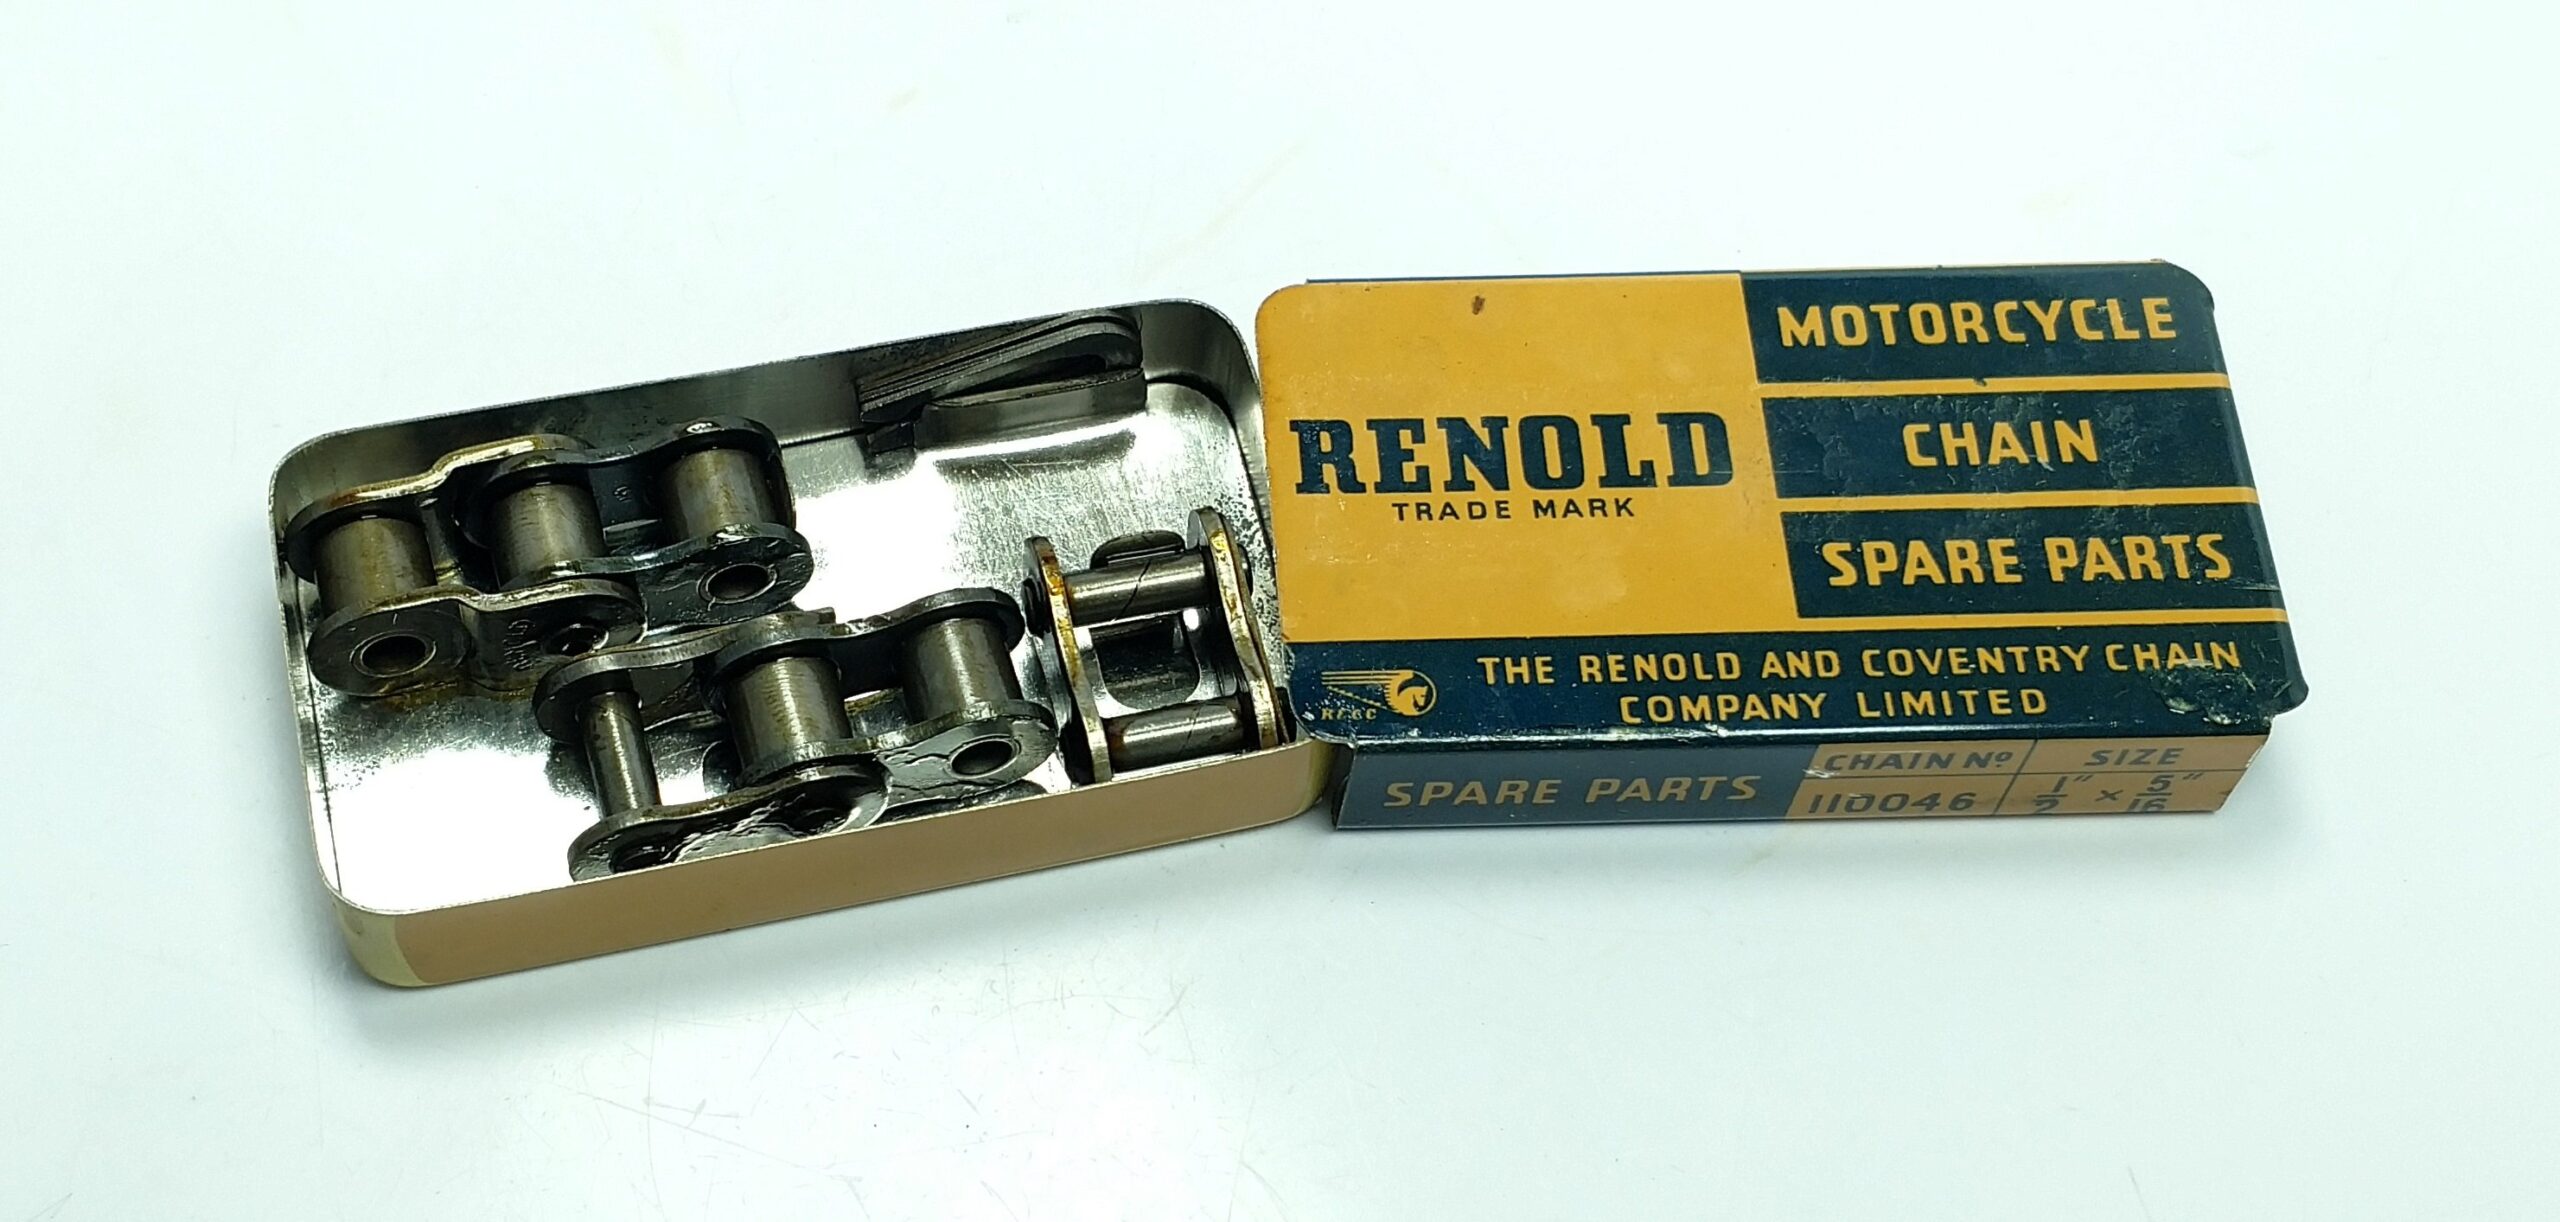 MOTORCYCLE
CHAIN
SPARE PARTS
RENOLD
TRADE MARK
THE RENOLD AND COVENTRY CHAIN
COMPANY LIMITED
SPARE PARTS
CHAIN Nº
110046
SIZE
1/2" × 5/16"